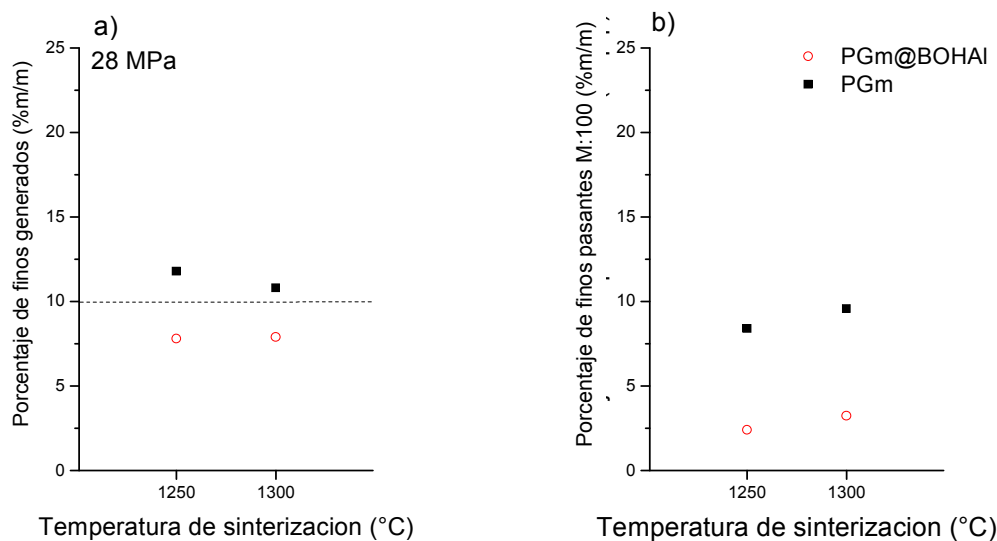 a)
28 MPa
Porcentaje de finos generados (%m/m)
25
20
15
10
5
0
1250
1300
Temperatura de sinterizacion (°C)
b)
PGm@BOHAl
PGm
Porcentaje de finos pasantes M:100 (%m/m)
25
20
15
10
5
0
1250
1300
Temperatura de sinterizacion (°C)